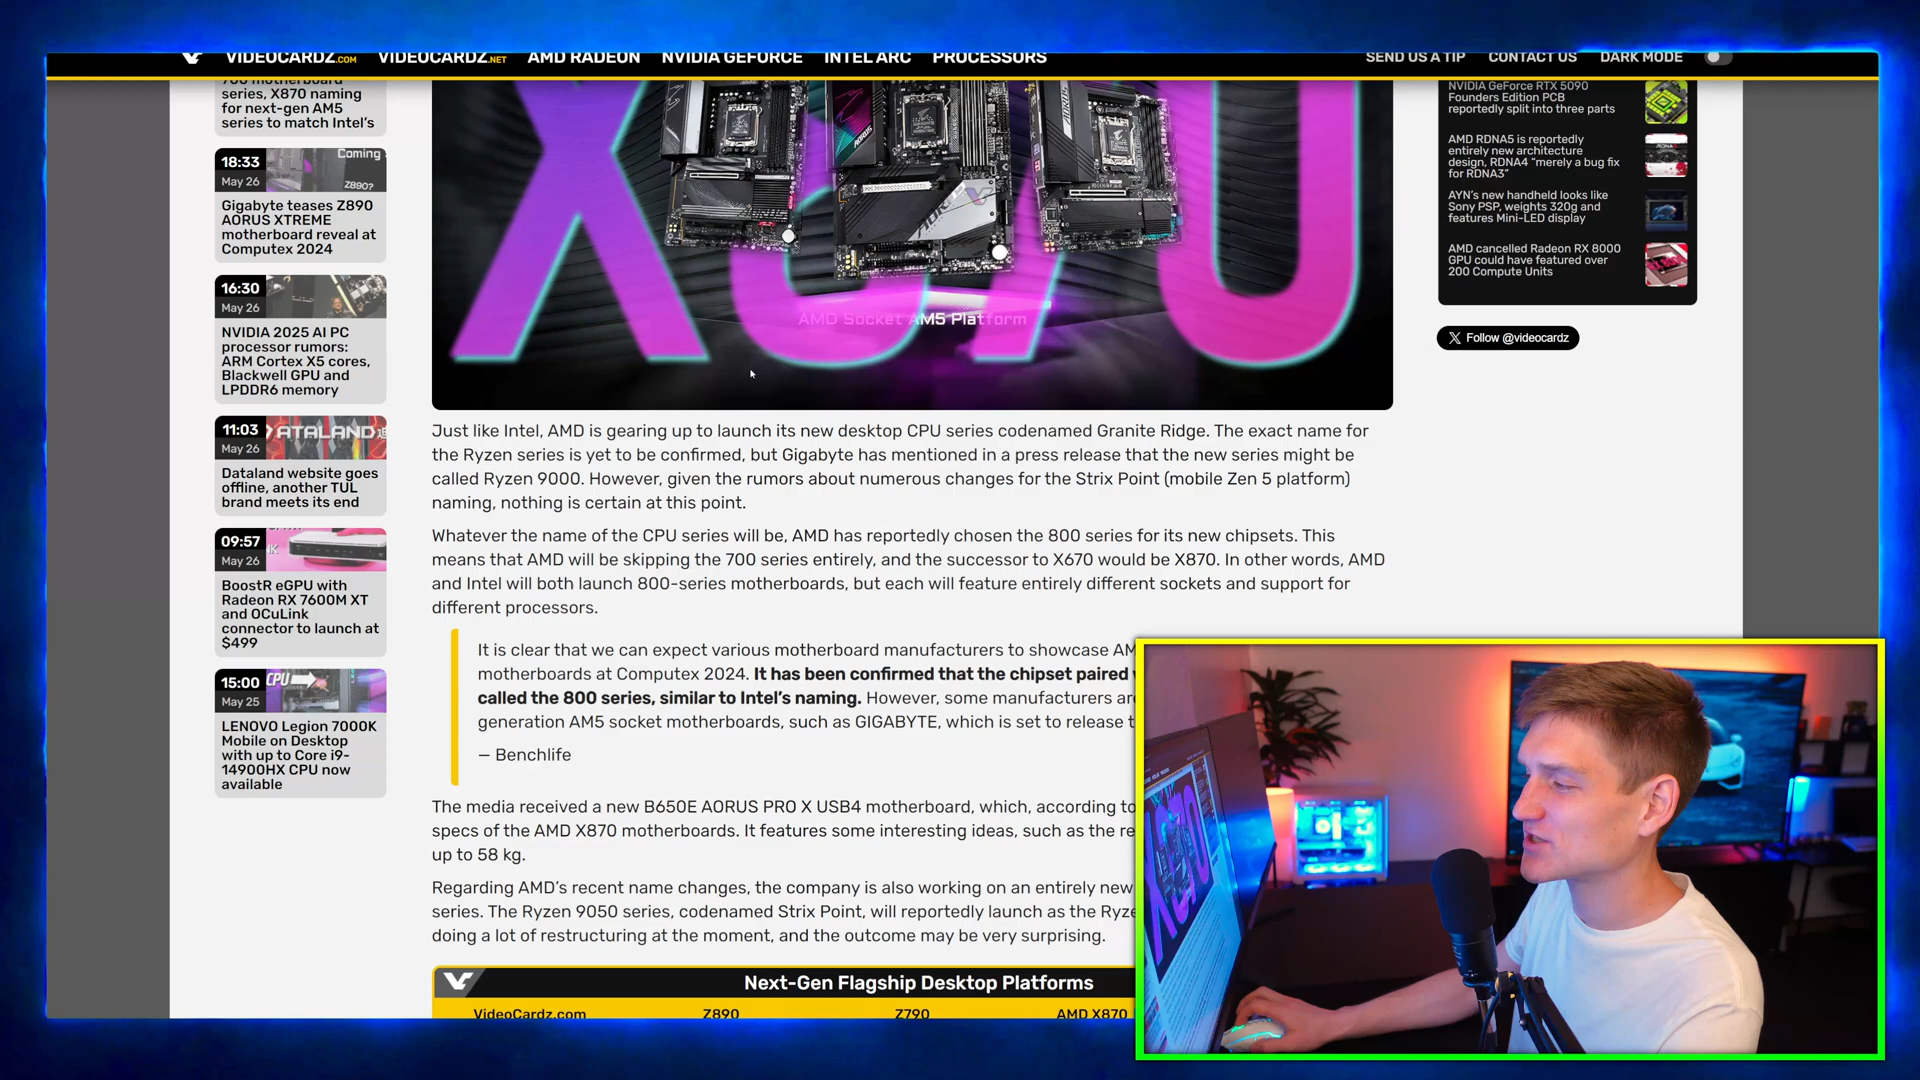 VIDEOCARDZ.COM VIDEOCARDZ.NET AMD RADEON NVIDIA GEFORCE INTEL ARC PROCESSORS SEND US A TIP CONTACT US DARK MODE
700 motherboard
series, X870 naming
for next-gen AM5
series to match Intel's
18:33
May 26
Coming
Z890?
Gigabyte teases Z890
AORUS XTREME
motherboard reveal at
Computex 2024
16:30
May 26
NVIDIA 2025 AI PC
processor rumors:
ARM Cortex X5 cores,
Blackwell GPU and
LPDDR6 memory
11:03
May 26
ATALAND
Dataland website goes
offline, another TUL
brand meets its end
09:57
May 26
BoostR eGPU with
Radeon RX 7600M XT
and OCuLink
connector to launch at
$499
15:00
May 25
CPU
LENOVO Legion 7000K
Mobile on Desktop
with up to Core i9-
14900HX CPU now
available
X870
AMD Socket AM5 Platform
Just like Intel, AMD is gearing up to launch its new desktop CPU series codenamed Granite Ridge. The exact name for
the Ryzen series is yet to be confirmed, but Gigabyte has mentioned in a press release that the new series might be
called Ryzen 9000. However, given the rumors about numerous changes for the Strix Point (mobile Zen 5 platform)
naming, nothing is certain at this point.
Whatever the name of the CPU series will be, AMD has reportedly chosen the 800 series for its new chipsets. This
means that AMD will be skipping the 700 series entirely, and the successor to X670 would be X870. In other words, AMD
and Intel will both launch 800-series motherboards, but each will feature entirely different sockets and support for
different processors.
It is clear that we can expect various motherboard manufacturers to showcase AM
motherboards at Computex 2024. It has been confirmed that the chipset paired
called the 800 series, similar to Intel's naming. However, some manufacturers are
generation AM5 socket motherboards, such as GIGABYTE, which is set to release
— Benchlife
The media received a new B650E AORUS PRO X USB4 motherboard, which, according to
specs of the AMD X870 motherboards. It features some interesting ideas, such as the re
up to 58 kg.
Regarding AMD's recent name changes, the company is also working on an entirely new
series. The Ryzen 9050 series, codenamed Strix Point, will reportedly launch as the Ryze
doing a lot of restructuring at the moment, and the outcome may be very surprising.
Next-Gen Flagship Desktop Platforms
VideoCardz.com Z890 Z790 AMD X870
NVIDIA GeForce RTX 5090
Founders Edition PCB
reportedly split into three parts
AMD RDNA5 is reportedly
entirely new architecture
design, RDNA4 "merely a bug fix
for RDNA3"
AYN's new handheld looks like
Sony PSP, weights 320g and
features Mini-LED display
AMD cancelled Radeon RX 8000
GPU could have featured over
200 Compute Units
Follow @videocardz